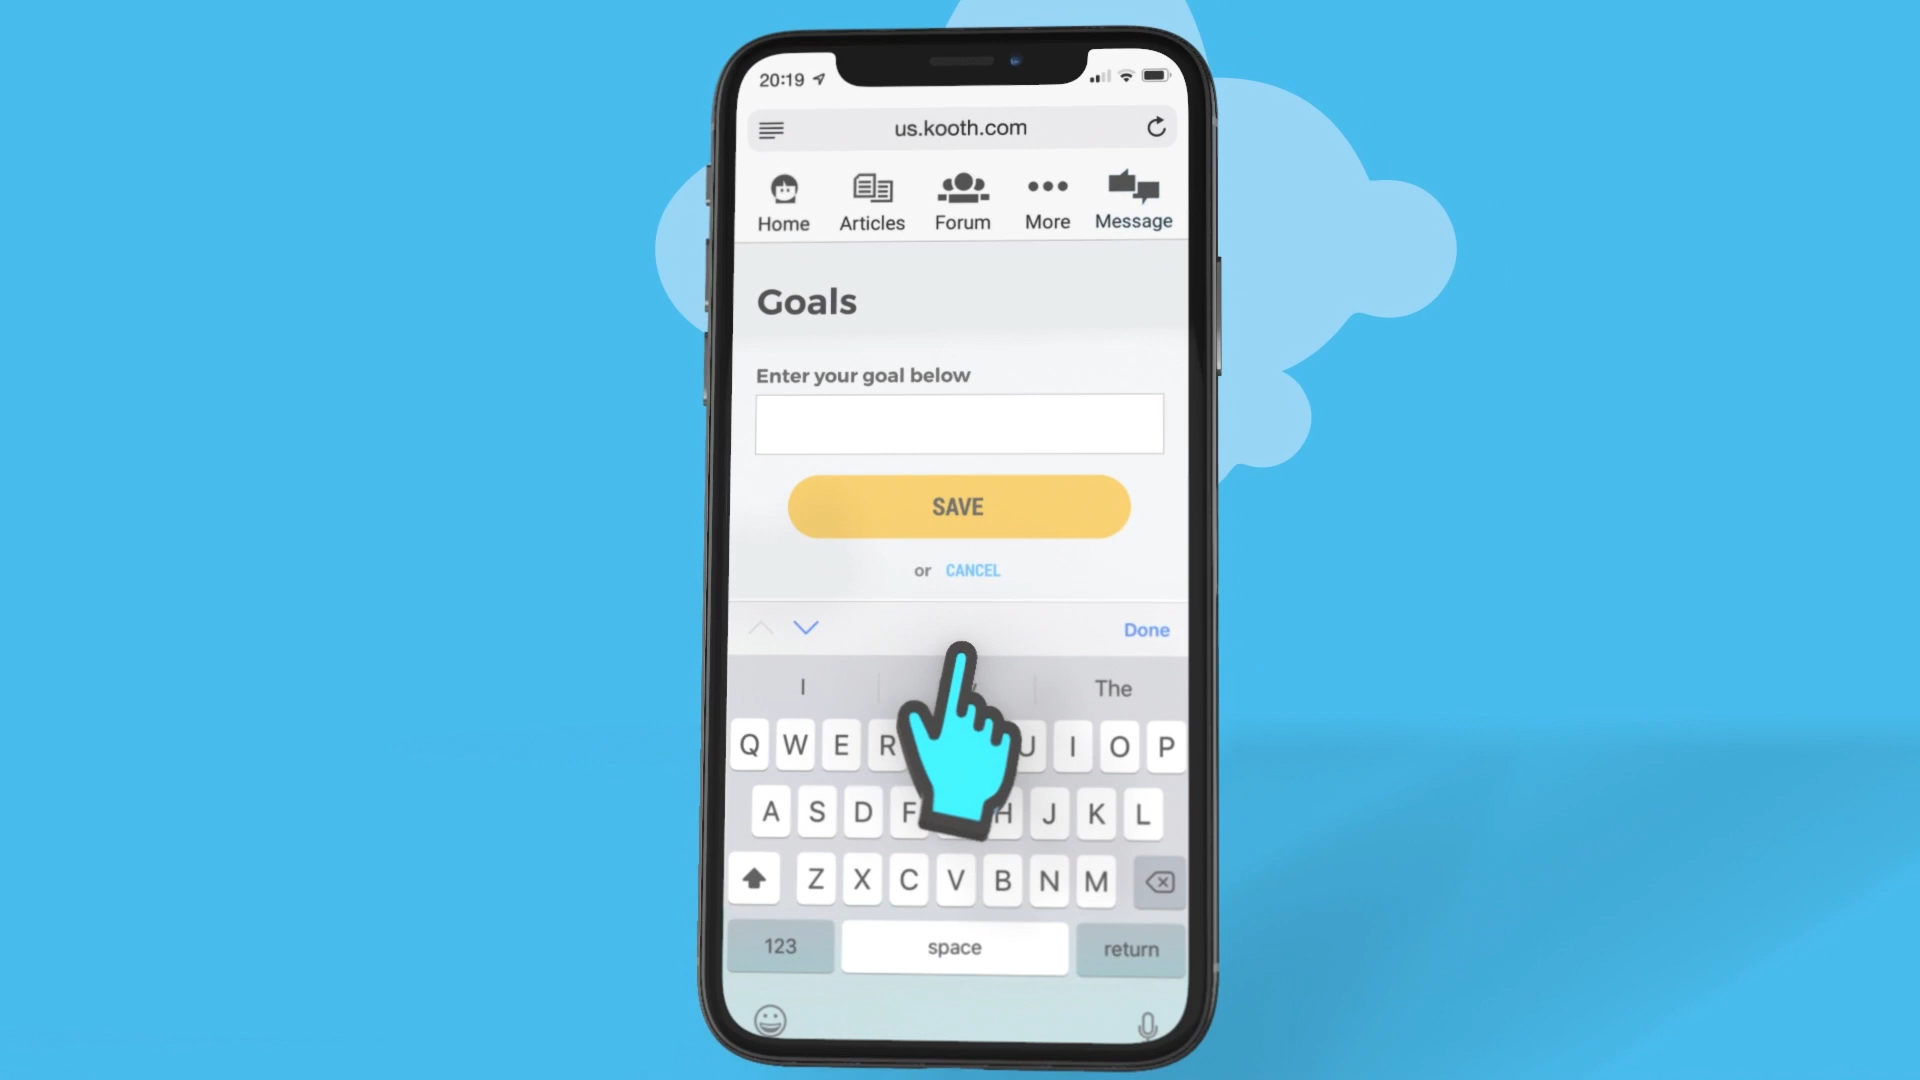 20:19
us.kooth.com
Home Articles Forum More Message
Goals
Enter your goal below
SAVE
or CANCEL
Done
I The
Q W E R U I O P
A S D F H J K L
Z X C V B N M
123 space return